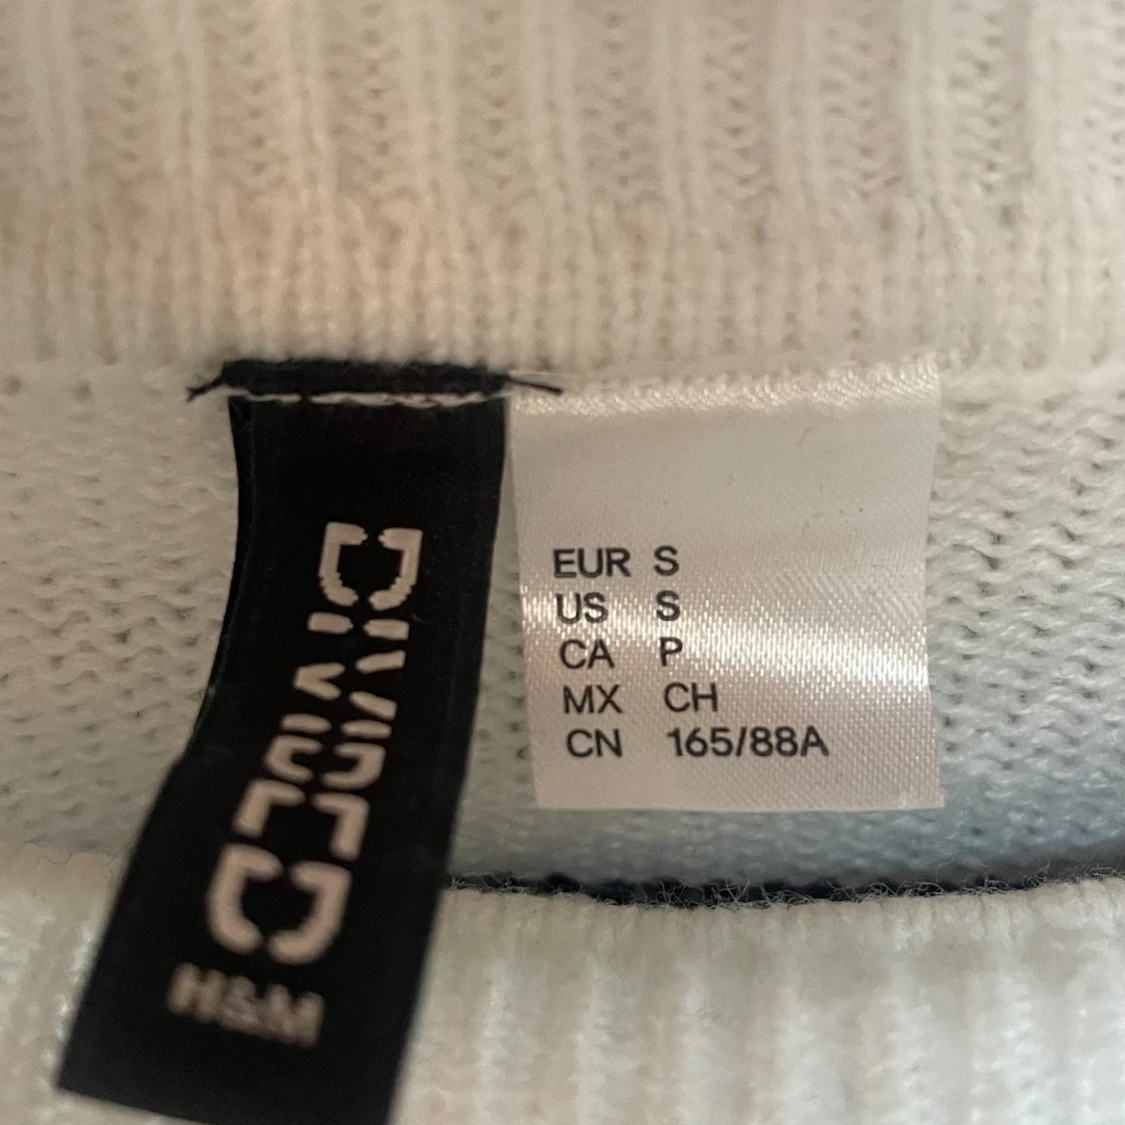 DIVIDED
H&M
EUR S
US S
CA P
MX CH
CN 165/88A